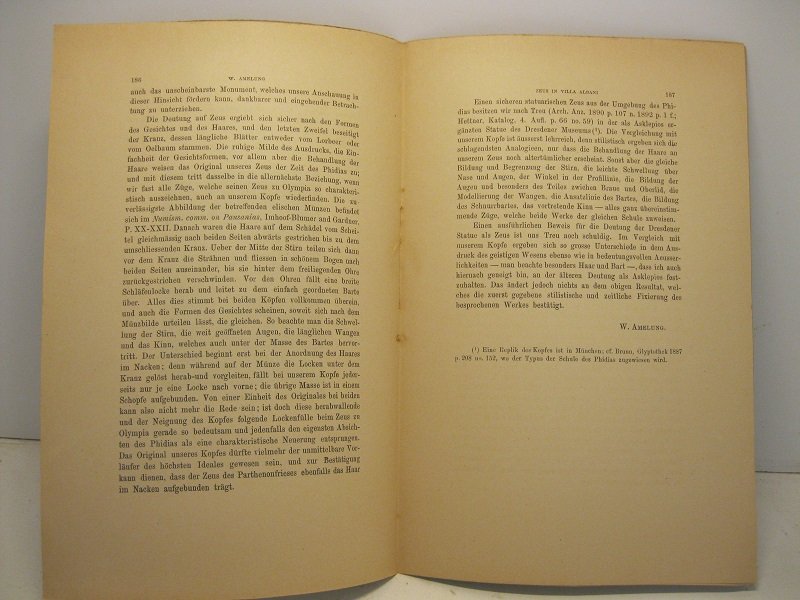 186
W. AMELUNG
auch das unscheinbarste Monument, welches unsere Anschauung in
dieser Hinsicht fördern kann, dankbarer und eingehender Betrach-
tung zu unterziehen.
Die Deutung auf Zeus ergiebt sich sicher nach den Formen
des Gesichtes und des Haares, und den letzten Zweifel beseitigt
der Kranz, dessen längliche Blätter entweder vom Lorbeer oder
vom Oelbaum stammen. Die ruhige Milde des Ausdrucks, die Ein-
fachheit der Gesichtsformen, vor allem aber die Behandlung der
Haare weisen das Original unseres Zeus der Zeit des Phidias zu;
und mit diesem tritt dasselbe in die allernächste Beziehung, wenn
wir fast alle Züge, welche seinen Zeus zu Olympia so charakteri-
stisch auszeichnen, auch an unserem Kopfe wiederfinden. Die zu-
verlässigste Abbildung der betreffenden elischen Münzen befindet
sich im Numism. comm. on Pausanias, Imhoof-Blumer and Gardner,
P. XX-XXII. Danach waren die Haare auf dem Schädel vom Schei-
tel gleichmässig nach beiden Seiten abwärts gestrichen bis zu dem
umschliessenden Kranz. Ueber der Mitte der Stirn teilen sich dann
vor dem Kranz die Strähnen und fliessen in schönem Bogen nach
beiden Seiten auseinander, bis sie hinter dem freiliegenden Ohre
zurückgestrichen verschwinden. Vor den Ohren fällt eine breite
Schläfenlocke herab und leitet zu dem einfach geordneten Barte
über. Alles dies stimmt bei beiden Köpfen vollkommen überein,
und auch die Formen des Gesichtes scheinen, soweit sich nach dem
Münzbilde urteilen lässt, die gleichen. So beachte man die Schwel-
lung der Stirn, die weit geöffneten Augen, die länglichen Wangen
und das Kinn, welches auch unter der Masse des Bartes hervor-
tritt. Der Unterschied beginnt erst bei der Anordnung des Haares
im Nacken; denn während auf der Münze die Locken unter dem
Kranz gelöst herab-und vorgleiten, fällt bei unserem Kopfe jeder-
seits nur je eine Locke nach vorne; die übrige Masse ist in einem
Schopfe aufgebunden. Von einer Einheit des Originales bei beiden
kann also nicht mehr die Rede sein; ist doch diese herabwallende
und der Neignung des Kopfes folgende Lockenfülle beim Zeus zu
Olympia gerade so bedeutsam und jedenfalls den eigensten Absich-
ten des Phidias als eine charakteristische Neuerung entsprungen.
Das Original unseres Kopfes dürfte vielmehr der unmittelbare Vor-
läufer des höchsten Ideales gewesen sein, und zur Bestätigung
kann dienen, dass der Zeus des Parthenonfrieses ebenfalls das Haar
im Nacken aufgebunden trägt.
ZEUS IN VILLA ALBANI
187
Einen sicheren statuarischen Zeus aus der Umgebung des Phi-
dias besitzen wir nach Treu (Arch. Anz. 1890 p. 107 n. 1892 p. 1 f.;
Hettner, Katalog, 4. Aufl. p. 66 no. 59) in der als Asklepios er-
gänzten Statue des Dresdener Museums (¹). Die Vergleichung mit
unserem Kopf ist äusserst lehrreich, denn stilistisch ergeben sich die
schlagendsten Analogieen, nur dass die Behandlung der Haare an
unserem Zeus noch altertümlicher erscheint. Sonst aber die gleiche
Bildung und Begrenzung der Stirn, die leichte Schwellung über
Nase und Augen, der Winkel in der Profillinie, die Bildung der
Augen und besonders des Teiles zwischen Braue und Oberlid, die
Modellierung der Wangen, die Ansatzlinie des Bartes, die Bildung
des Schnurbartes, das vortretende Kinn — alles ganz übereinstim-
mende Züge, welche beide Werke der gleichen Schule zuweisen.
Einen ausführlichen Beweis für die Deutung der Dresdener
Statue als Zeus ist uns Treu noch schuldig. Im Vergleich mit
unserem Kopf ergeben sich so grosse Unterschiede in dem Aus-
druck des geistigen Wesens ebenso wie in bedeutungsvollen Aeusser-
lichkeiten — man beachte besonders Haar und Bart —, dass ich auch
hiernach geneigt bin, an der älteren Deutung als Asklepios fest-
zuhalten. Das ändert jedoch nichts an dem obigen Resultat, wel-
ches die zuerst gegebene stilistische und zeitliche Fixierung des
besprochenen Werkes bestätigt.
W. AMELUNG.
(¹) Eine Replik des Kopfes ist in München; cf. Brunn, Glyptothek 1887
p. 208 no. 152, wo der Typus der Schule des Phidias zugewiesen wird.